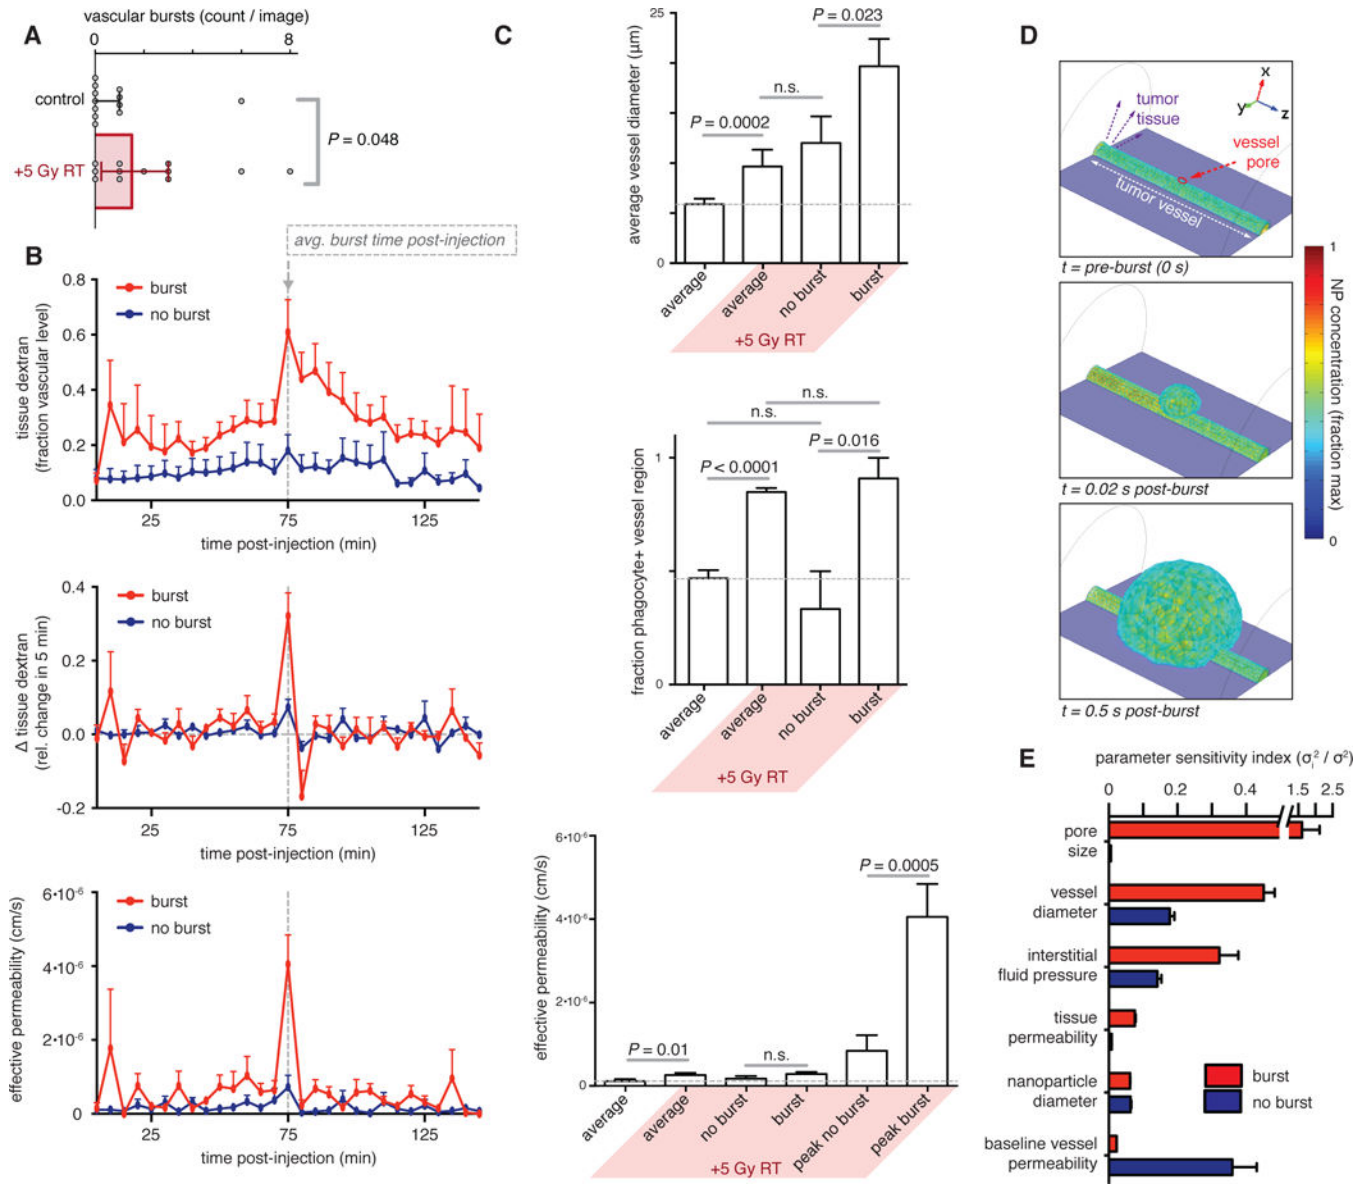 A
vascular bursts (count / image)
0 8
control
+5 Gy RT
P = 0.048
B
avg. burst time post-injection
tissue dextran
(fraction vascular level)
0.8
0.6
0.4
0.2
0.0
burst
no burst
25 75 125
time post-injection (min)
Δ tissue dextran
(rel. change in 5 min)
0.4
0.2
0.0
-0.2
burst
no burst
25 75 125
time post-injection (min)
effective permeability (cm/s)
6•10⁻⁶
4•10⁻⁶
2•10⁻⁶
0
burst
no burst
25 75 125
time post-injection (min)
C
average vessel diameter (µm)
25
0
P = 0.0002
n.s.
P = 0.023
average
average
no burst
burst
+5 Gy RT
fraction phagocyte+ vessel region
1
0
n.s.
n.s.
P < 0.0001
P = 0.016
average
average
no burst
burst
+5 Gy RT
effective permeability (cm/s)
6•10⁻⁶
4•10⁻⁶
2•10⁻⁶
0
P = 0.01
n.s.
P = 0.0005
average
average
no burst
burst
peak no burst
peak burst
+5 Gy RT
D
tumor
tissue
x
y
z
vessel
pore
tumor vessel
t = pre-burst (0 s)
t = 0.02 s post-burst
t = 0.5 s post-burst
1
NP concentration (fraction max)
0
E
parameter sensitivity index (σᵢ² / σ²)
0 0.2 0.4 1.5 2.5
pore
size
vessel
diameter
interstitial
fluid pressure
tissue
permeability
nanoparticle
diameter
baseline vessel
permeability
burst
no burst